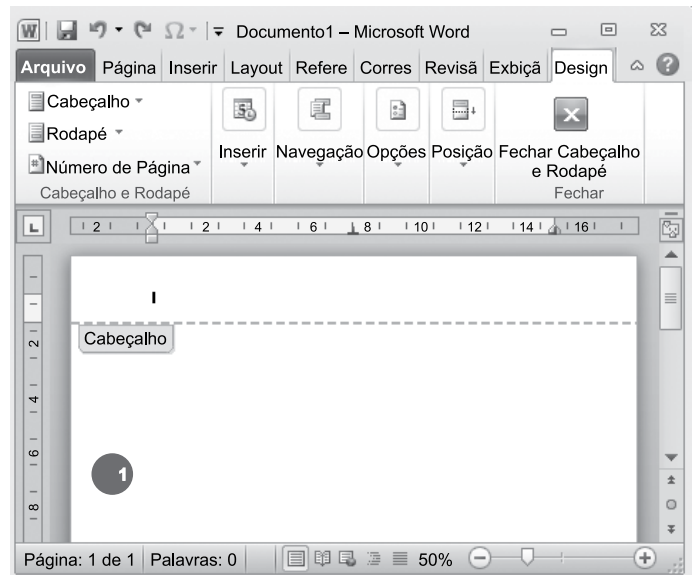 Documento1 – Microsoft Word
Arquivo Página Inserir Layout Refere Corres Revisã Exbiçã Design
Cabeçalho
Rodapé
Número de Página
Inserir Navegação Opções Posição Fechar Cabeçalho e Rodapé
Cabeçalho e Rodapé Fechar
L 2 2 4 6 8 10 12 14 16
Cabeçalho
2
4
6
8
1
Página: 1 de 1 Palavras: 0 50%